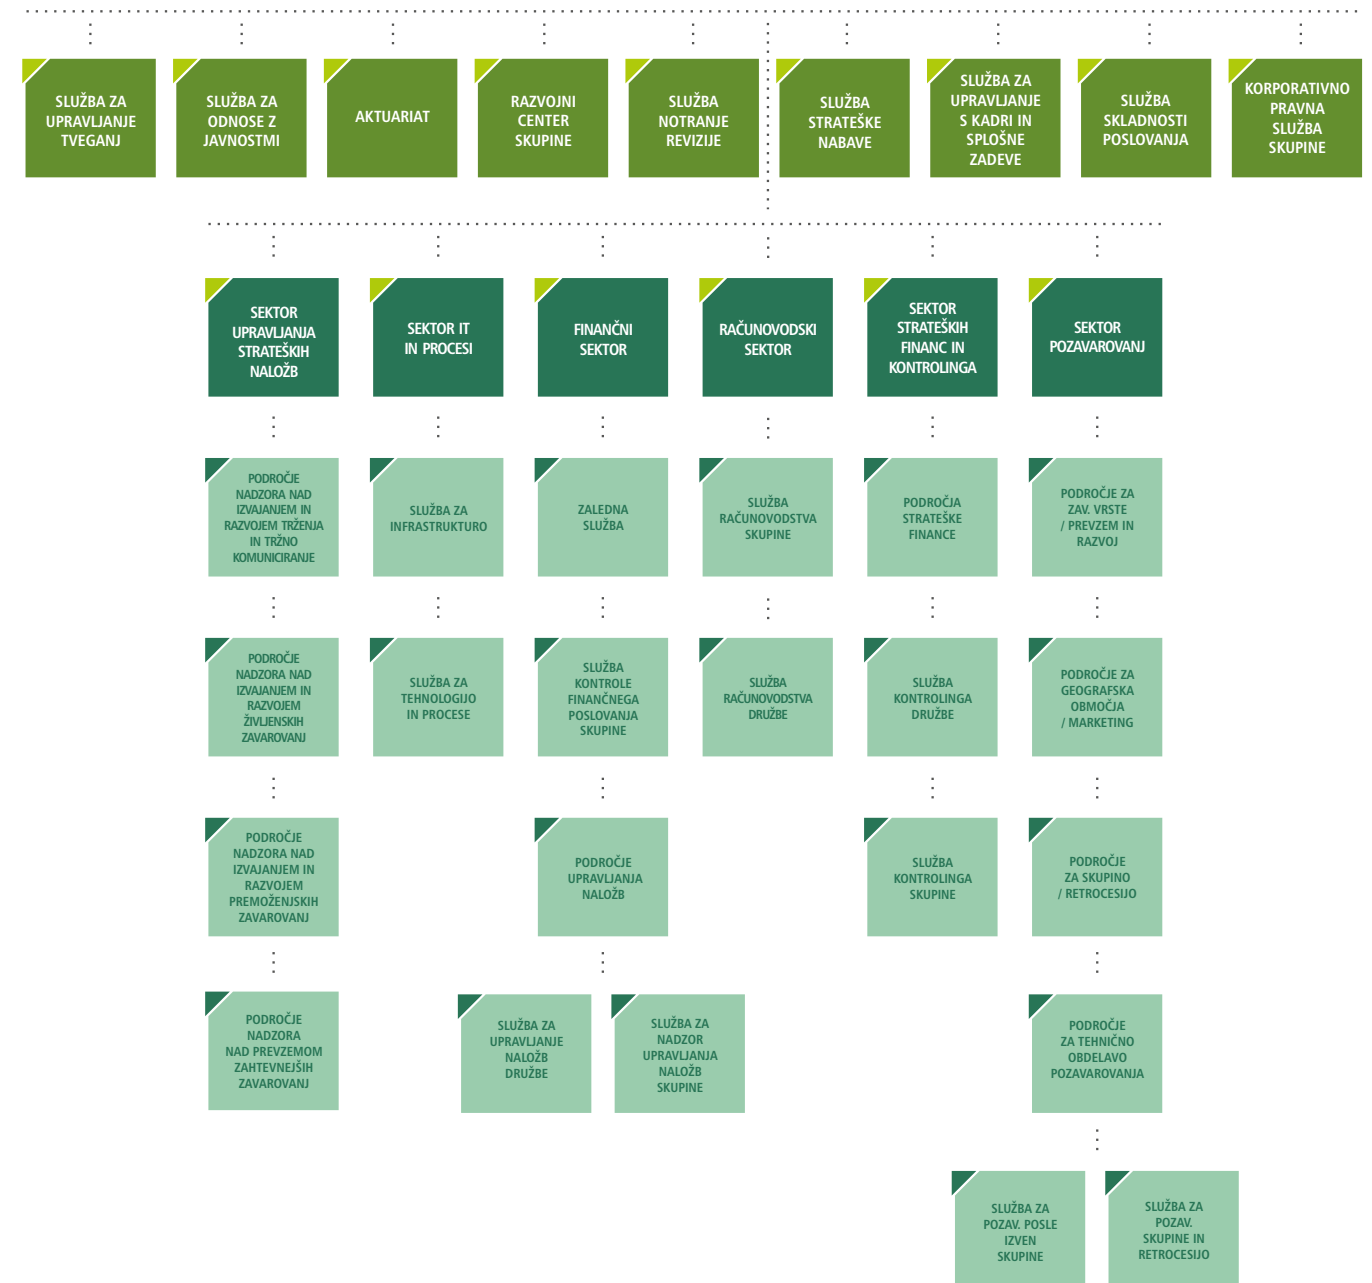 SLUŽBA ZA
UPRAVLJANJE
TVEGANJ
SLUŽBA ZA
ODNOSE Z
JAVNOSTMI
AKTUARIAT
RAZVOJNI
CENTER
SKUPINE
SLUŽBA
NOTRANJE
REVIZIJE
SLUŽBA
STRATEŠKE
NABAVE
SLUŽBA ZA
UPRAVLJANJE
S KADRI IN
SPLOŠNE
ZADEVE
SLUŽBA
SKLADNOSTI
POSLOVANJA
KORPORATIVNO
PRAVNA
SLUŽBA
SKUPINE
SEKTOR
UPRAVLJANJA
STRATEŠKIH
NALOŽB
SEKTOR IT
IN PROCESI
FINANČNI
SEKTOR
RAČUNOVODSKI
SEKTOR
SEKTOR
STRATEŠKIH
FINANC IN
KONTROLINGA
SEKTOR
POZAVAROVANJ
PODROČJE
NADZORA NAD
IZVAJANJEM IN
RAZVOJEM TRŽENJA
IN TRŽNO
KOMUNICIRANJE
SLUŽBA ZA
INFRASTRUKTURO
ZALEDNA
SLUŽBA
SLUŽBA
RAČUNOVODSTVA
SKUPINE
PODROČJA
STRATEŠKE
FINANCE
PODROČJE ZA
ZAV. VRSTE
/ PREVZEM IN
RAZVOJ
PODROČJE
NADZORA NAD
IZVAJANJEM IN
RAZVOJEM
ŽIVLJENSKIH
ZAVAROVANJ
SLUŽBA ZA
TEHNOLOGIJO
IN PROCESE
SLUŽBA
KONTROLE
FINANČNEGA
POSLOVANJA
SKUPINE
SLUŽBA
RAČUNOVODSTVA
DRUŽBE
SLUŽBA
KONTROLINGA
DRUŽBE
PODROČJE ZA
GEOGRAFSKA
OBMOČJA
/ MARKETING
PODROČJE
NADZORA NAD
IZVAJANJEM IN
RAZVOJEM
PREMOŽENJSKIH
ZAVAROVANJ
PODROČJE
UPRAVLJANJA
NALOŽB
SLUŽBA
KONTROLINGA
SKUPINE
PODROČJE
ZA SKUPINO
/ RETROCESIJO
PODROČJE
NADZORA
NAD PREVZEMOM
ZAHTEVNEJŠIH
ZAVAROVANJ
SLUŽBA ZA
UPRAVLJANJE
NALOŽB
DRUŽBE
SLUŽBA ZA
NADZOR
UPRAVLJANJA
NALOŽB
SKUPINE
PODROČJE
ZA TEHNIČNO
OBDELAVO
POZAVAROVANJA
SLUŽBA ZA
POZAV. POSLE
IZVEN
SKUPINE
SLUŽBA ZA
POZAV.
SKUPINE IN
RETROCESIJO